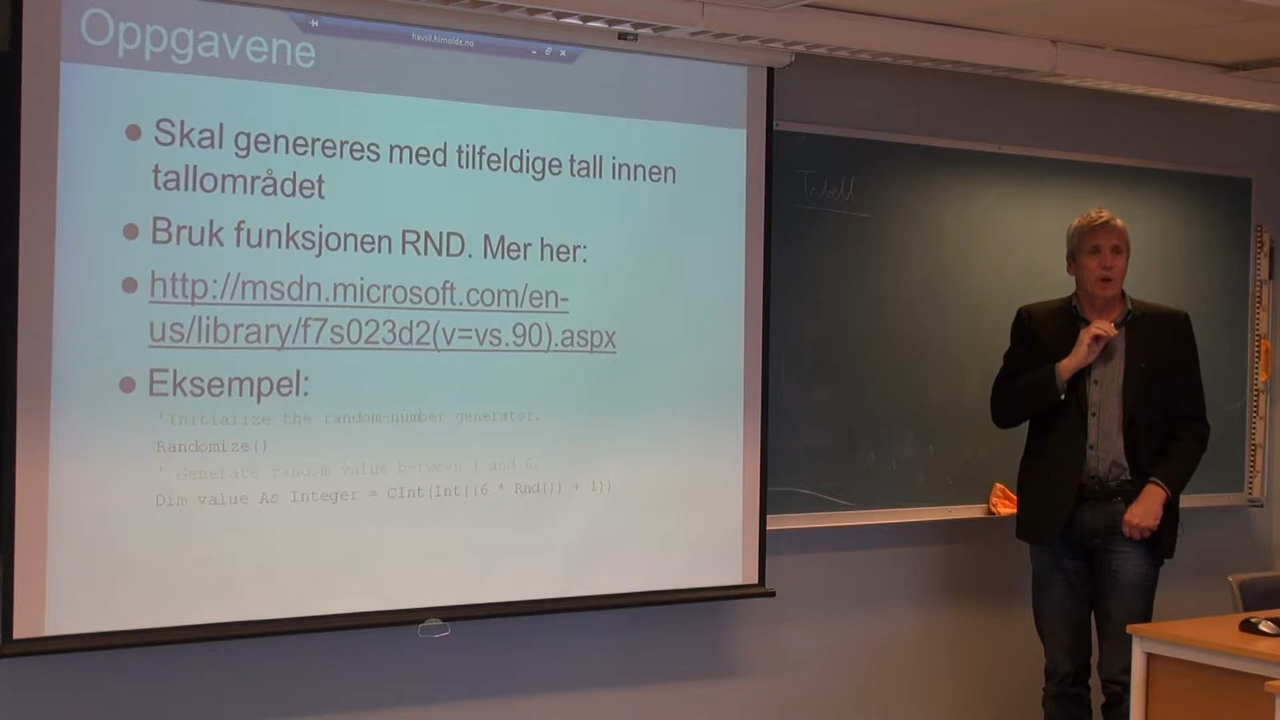 havsil.himolde.no
Oppgavene
Skal genereres med tilfeldige tall innen
tallområdet
Bruk funksjonen RND. Mer her:
http://msdn.microsoft.com/en-
us/library/f7s023d2(v=vs.90).aspx
Eksempel:
'Initialize the random-number generator.
Randomize()
' Generate random value between 1 and 6.
Dim value As Integer = CInt(Int((6 * Rnd()) + 1))
Tabell